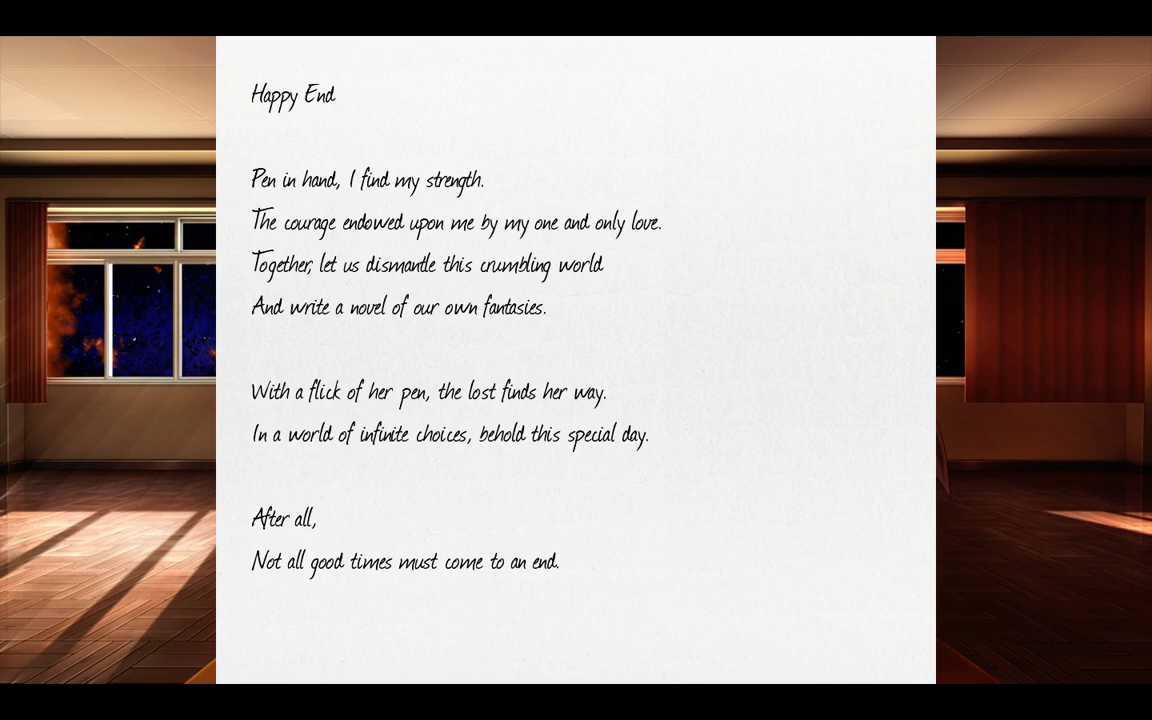 Happy End
Pen in hand, I find my strength.
The courage endowed upon me by my one and only love.
Together, let us dismantle this crumbling world
And write a novel of our own fantasies.
With a flick of her pen, the lost finds her way.
In a world of infinite choices, behold this special day.
After all,
Not all good times must come to an end.